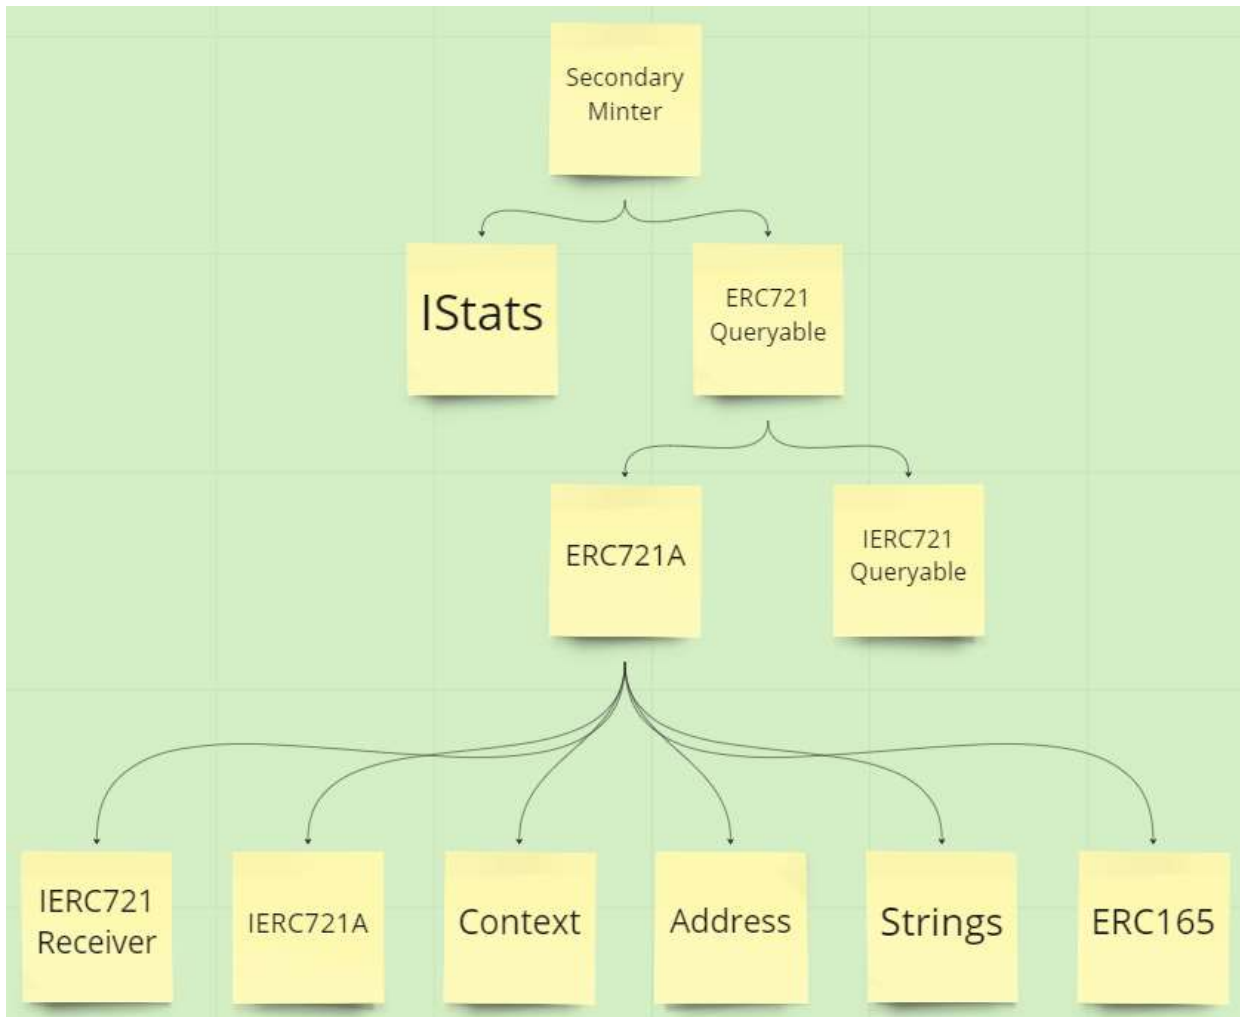 Secondary
Minter
IStats
ERC721
Queryable
ERC721A
IERC721
Queryable
IERC721
Receiver
IERC721A
Context
Address
Strings
ERC165